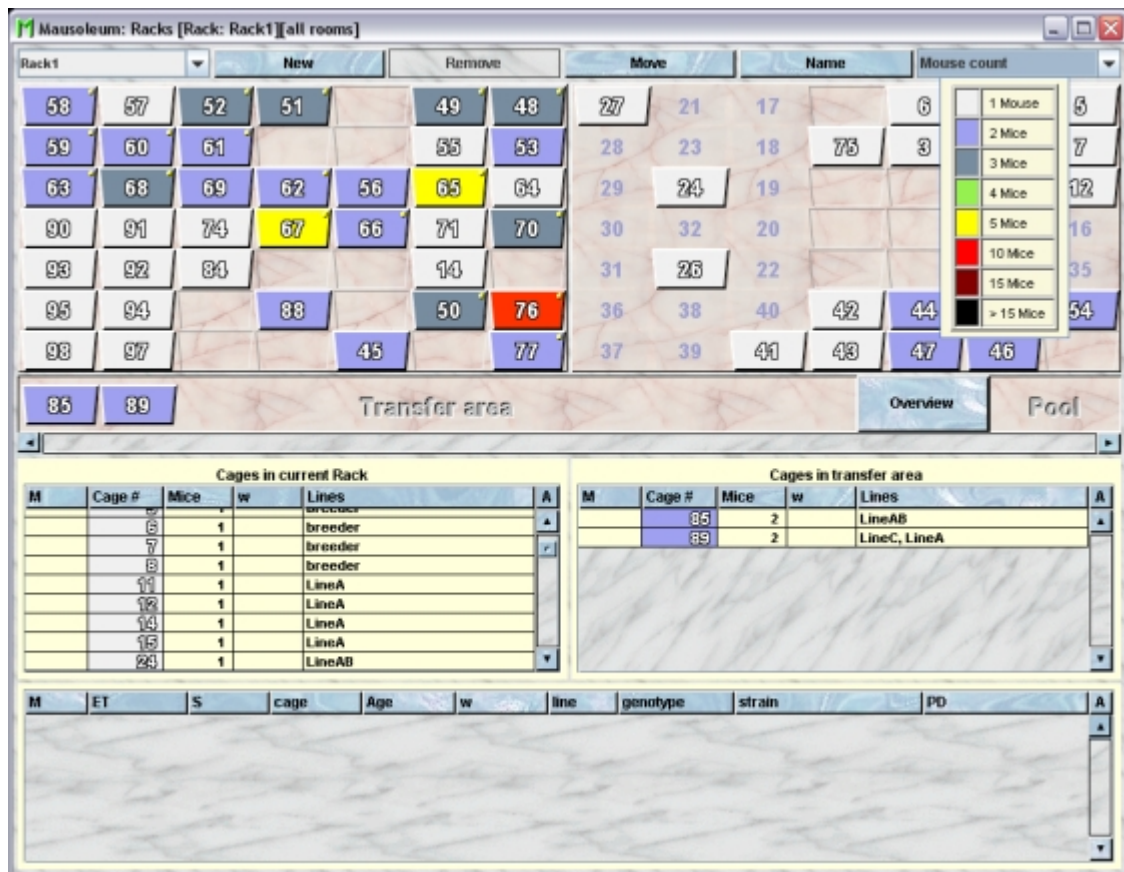 Mausoleum: Racks [Rack: Rack1][all rooms]
Rack1 New Remove Move Name Mouse count
58 57 52 51 49 48 27 21 17 6 5
59 60 61 55 53 28 23 18 75 3 7
63 68 69 62 56 65 64 29 24 19 12
90 91 74 67 66 71 70 30 32 20 16
93 92 84 14 31 26 22 35
95 94 88 50 76 36 38 40 42 44 54
98 97 45 77 37 39 41 43 47 46
1 Mouse
2 Mice
3 Mice
4 Mice
5 Mice
10 Mice
15 Mice
> 15 Mice
85 89 Transfer area Overview Pool
Cages in current Rack
M Cage # Mice w Lines A
6 1 breeder
7 1 breeder
8 1 breeder
11 1 LineA
12 1 LineA
14 1 LineA
15 1 LineA
24 1 LineAB
Cages in transfer area
M Cage # Mice w Lines A
85 2 LineAB
89 2 LineC, LineA
M ET S cage Age w line genotype strain PD A